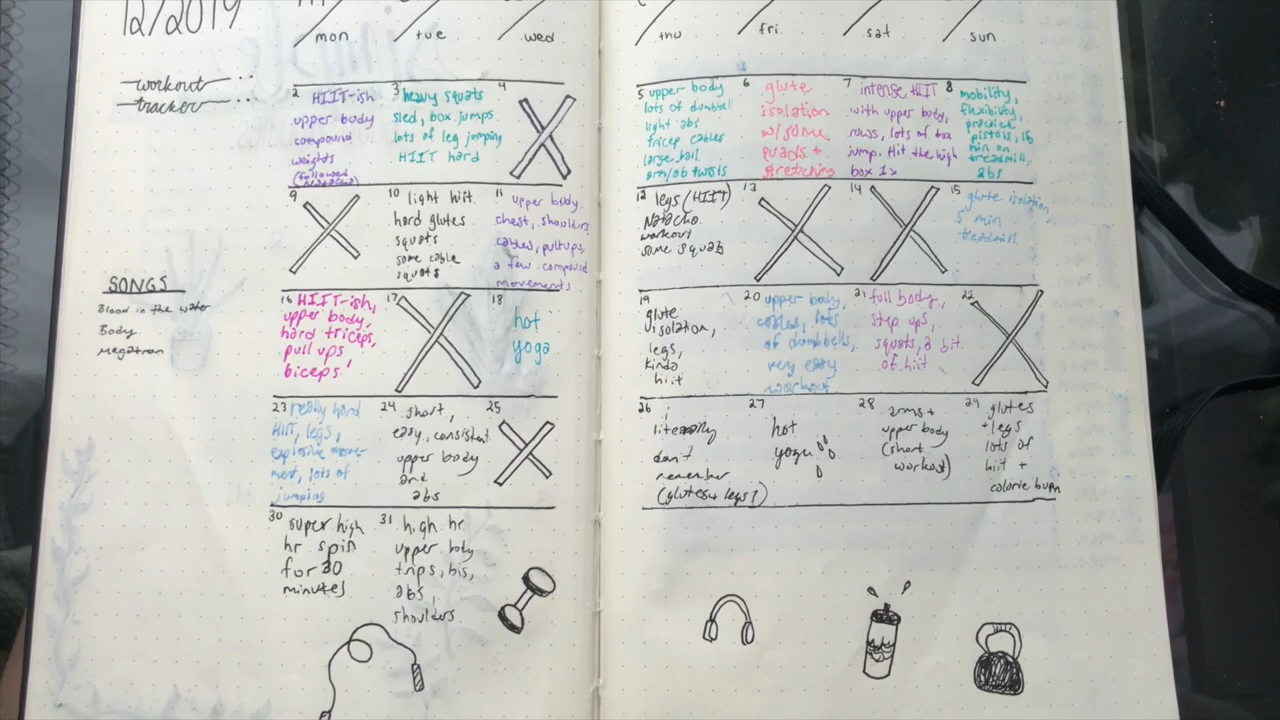 12/2019
mon
tue
wed
thu
fri
sat
sun
workout
tracker
2
HIIT-ish
upper body
compound
weights
(followed
3
heavy squats
sled, box jumps
lots of leg jumping
HIIT hard
4
5
upper body
lots of dumbell
light abs
tricep cables
large ball
arm/ab twists
6
glute
isolation
w/some
quads +
stretching
7
intense HIIT
with upper body,
rows, lots of box
jump. Hit the high
box 1x
8
mobility,
flexibility,
practice
pistols, 16
min on
treadmill,
abs
9
10
light hiit
hard glutes
squats
some cable
squats
11
upper body
chest, shoulders
cables, pullups,
a few compound
movements
12
legs (HIIT)
Natacha
workout
some squats
13
14
15
glute isolation,
5 min
treadmill
SONGS
Blood in the water
Body
Megatron
16
HIIT-ish,
upper body,
hard triceps,
pull ups,
biceps
17
18
hot
yoga
19
glute
isolation,
legs,
kinda
hiit
20
upper body,
cables, lots
of dumbbells,
very easy
workout
21
full body,
step ups,
squats, a bit
of hiit
22
23
really hard
HIIT, legs,
explosive move-
ment, lots of
jumping
24
short,
easy, consistent
upper body
and
abs
25
26
i
literally
don't
remember
(glutes + legs?)
27
hot
yoga
28
arms +
upper body
(short
workout)
29
glutes
+ legs
lots of
hiit +
calorie burn
30
super high
hr spin
for 30
minutes
31
high hr
upper body
trips, bis,
abs,
shoulders